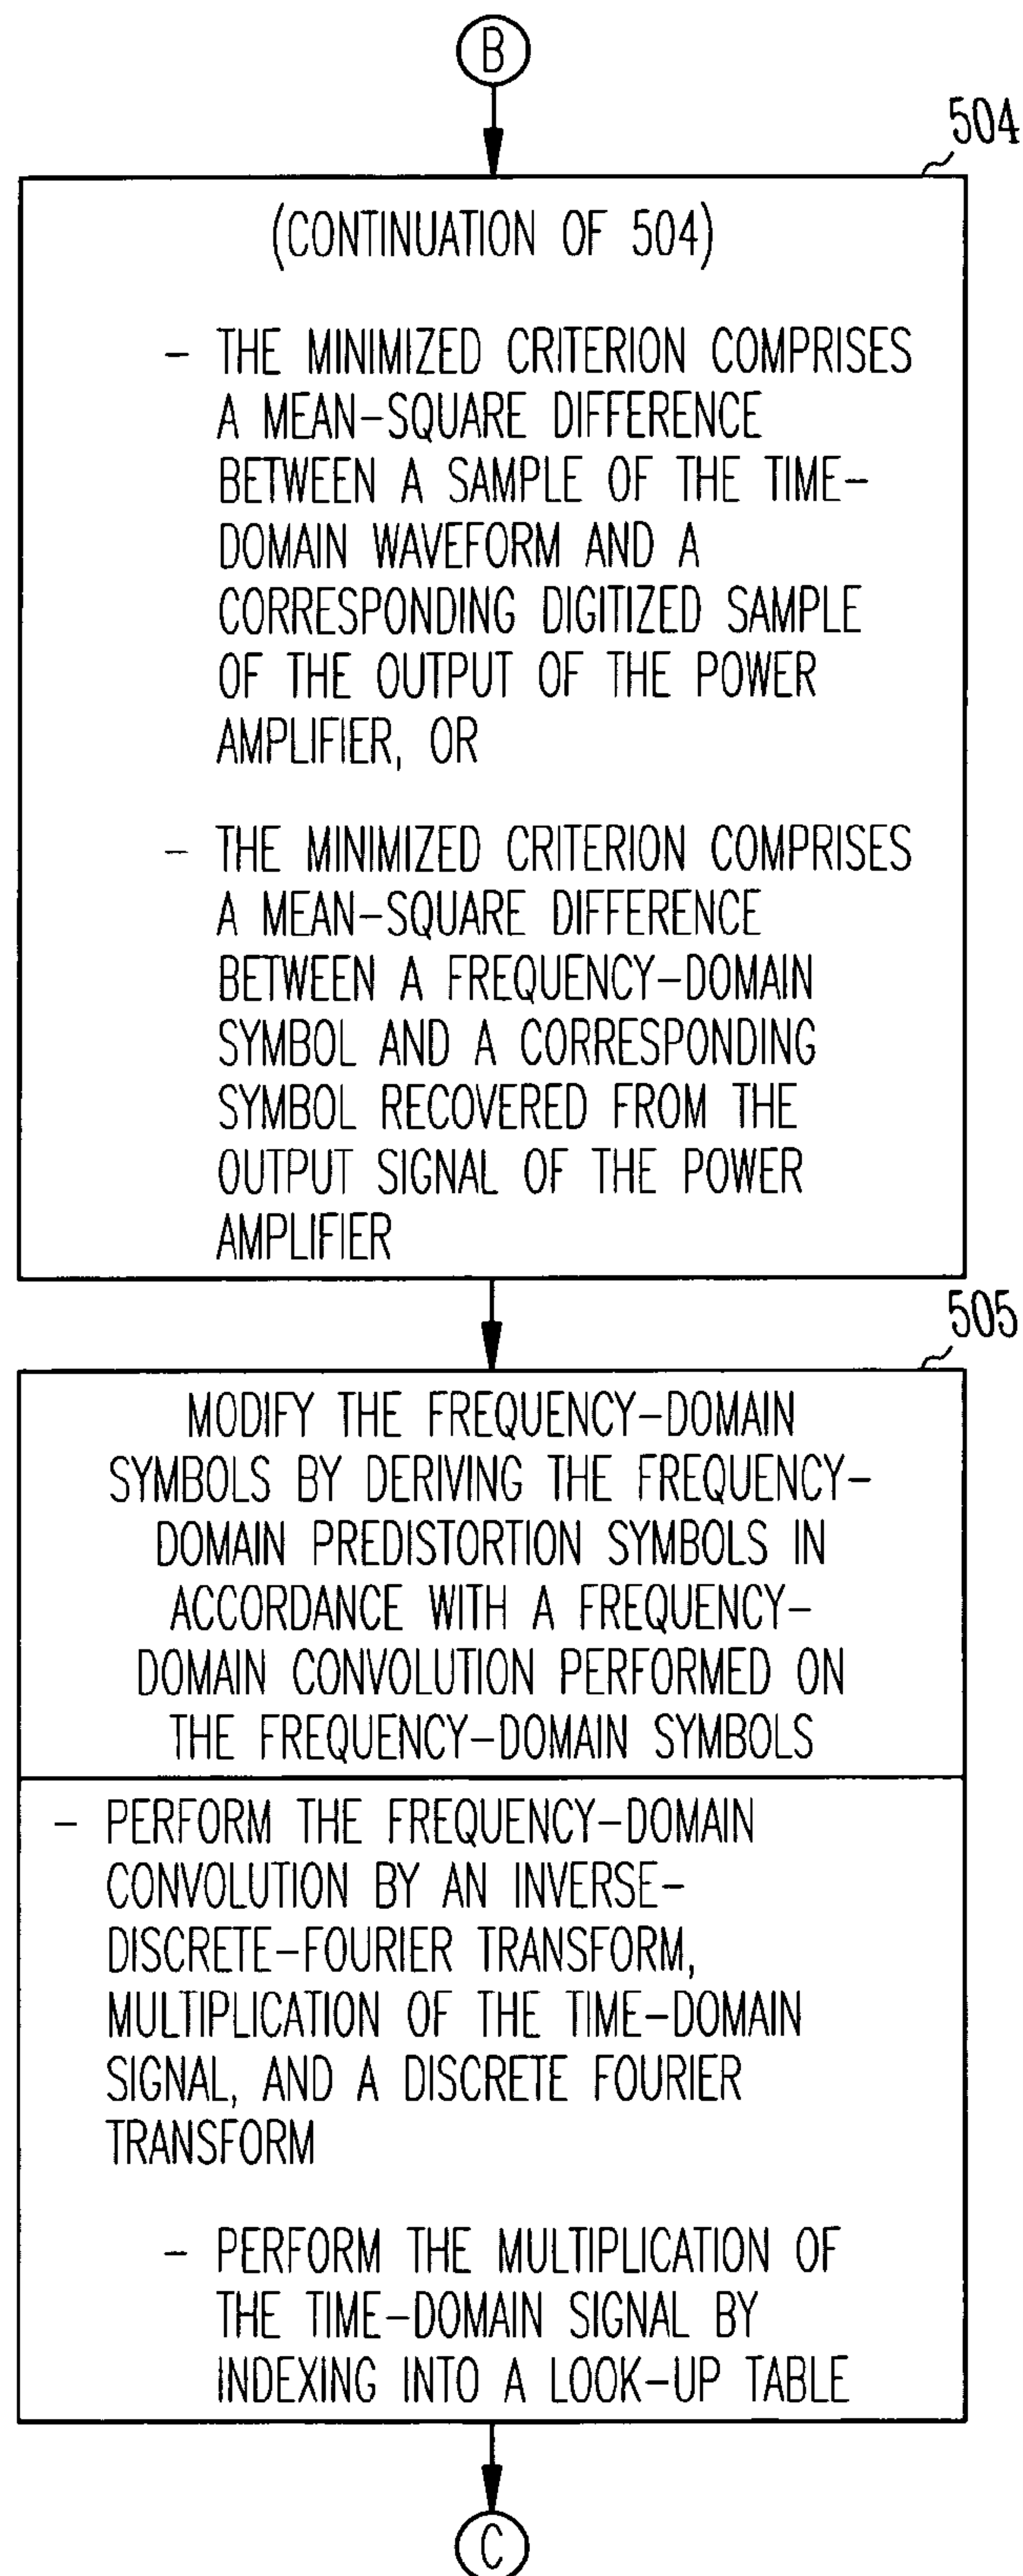 B
504
(CONTINUATION OF 504)
- THE MINIMIZED CRITERION COMPRISES
A MEAN-SQUARE DIFFERENCE
BETWEEN A SAMPLE OF THE TIME-
DOMAIN WAVEFORM AND A
CORRESPONDING DIGITIZED SAMPLE
OF THE OUTPUT OF THE POWER
AMPLIFIER, OR
- THE MINIMIZED CRITERION COMPRISES
A MEAN-SQUARE DIFFERENCE
BETWEEN A FREQUENCY-DOMAIN
SYMBOL AND A CORRESPONDING
SYMBOL RECOVERED FROM THE
OUTPUT SIGNAL OF THE POWER
AMPLIFIER
505
MODIFY THE FREQUENCY-DOMAIN
SYMBOLS BY DERIVING THE FREQUENCY-
DOMAIN PREDISTORTION SYMBOLS IN
ACCORDANCE WITH A FREQUENCY-
DOMAIN CONVOLUTION PERFORMED ON
THE FREQUENCY-DOMAIN SYMBOLS
- PERFORM THE FREQUENCY-DOMAIN
CONVOLUTION BY AN INVERSE-
DISCRETE-FOURIER TRANSFORM,
MULTIPLICATION OF THE TIME-DOMAIN
SIGNAL, AND A DISCRETE FOURIER
TRANSFORM
- PERFORM THE MULTIPLICATION OF
THE TIME-DOMAIN SIGNAL BY
INDEXING INTO A LOOK-UP TABLE
C